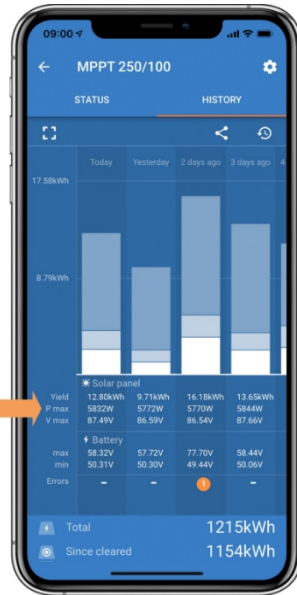 09:00
MPPT 250/100
STATUS HISTORY
Today Yesterday 2 days ago 3 days ago 4
17.58kWh
8.79kWh
Solar panel
Yield 12.80kWh 9.71kWh 16.18kWh 13.65kWh
P max 5832W 5772W 5770W 5844W
V max 87.49V 86.59V 86.54V 87.66V
Battery
max 58.32V 57.72V 77.70V 58.44V
min 50.31V 50.30V 49.44V 50.06V
Errors - - 1 -
Total 1215kWh
Since cleared 1154kWh